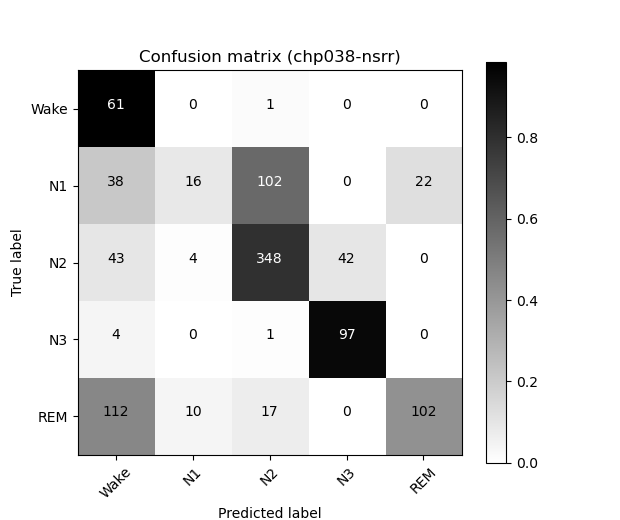 Confusion matrix (chp038-nsrr)
Wake 61 0 1 0 0
N1 38 16 102 0 22
N2 43 4 348 42 0
N3 4 0 1 97 0
REM 112 10 17 0 102
Wake N1 N2 N3 REM
Predicted label
True label
0.8
0.6
0.4
0.2
0.0